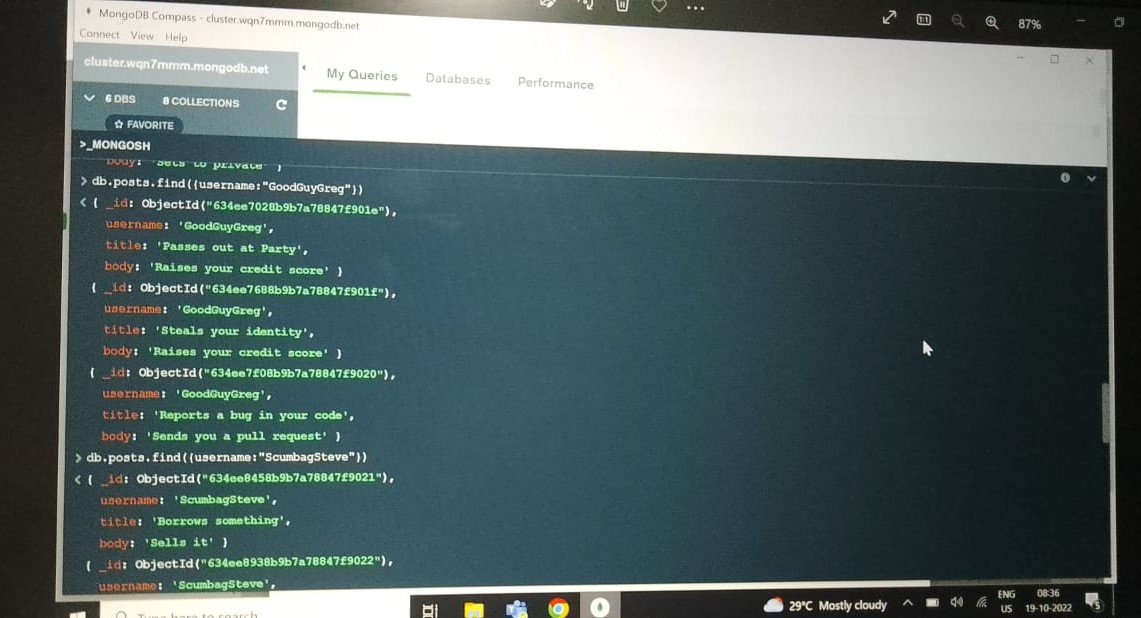 87%
MongoDB Compass - cluster.wqn7mmm.mongodb.net
Connect View Help
cluster.wqn7mmm.mongodb.net
My Queries Databases Performance
6 DBS 8 COLLECTIONS
FAVORITE
>_MONGOSH
body: 'Sets to private' }
> db.posts.find({username:"GoodGuyGreg"})
< { _id: ObjectId("634ee7028b9b7a78847f901e"),
username: 'GoodGuyGreg',
title: 'Passes out at Party',
body: 'Raises your credit score' }
{ _id: ObjectId("634ee7688b9b7a78847f901f"),
username: 'GoodGuyGreg',
title: 'Steals your identity',
body: 'Raises your credit score' }
{ _id: ObjectId("634ee7f08b9b7a78847f9020"),
username: 'GoodGuyGreg',
title: 'Reports a bug in your code',
body: 'Sends you a pull request' }
> db.posts.find({username:"ScumbagSteve"})
< { _id: ObjectId("634ee8458b9b7a78847f9021"),
username: 'ScumbagSteve',
title: 'Borrows something',
body: 'Sells it' }
{ _id: ObjectId("634ee8938b9b7a78847f9022"),
username: 'ScumbagSteve',
Type here to search
29°C Mostly cloudy
ENG
US
08:36
19-10-2022
5